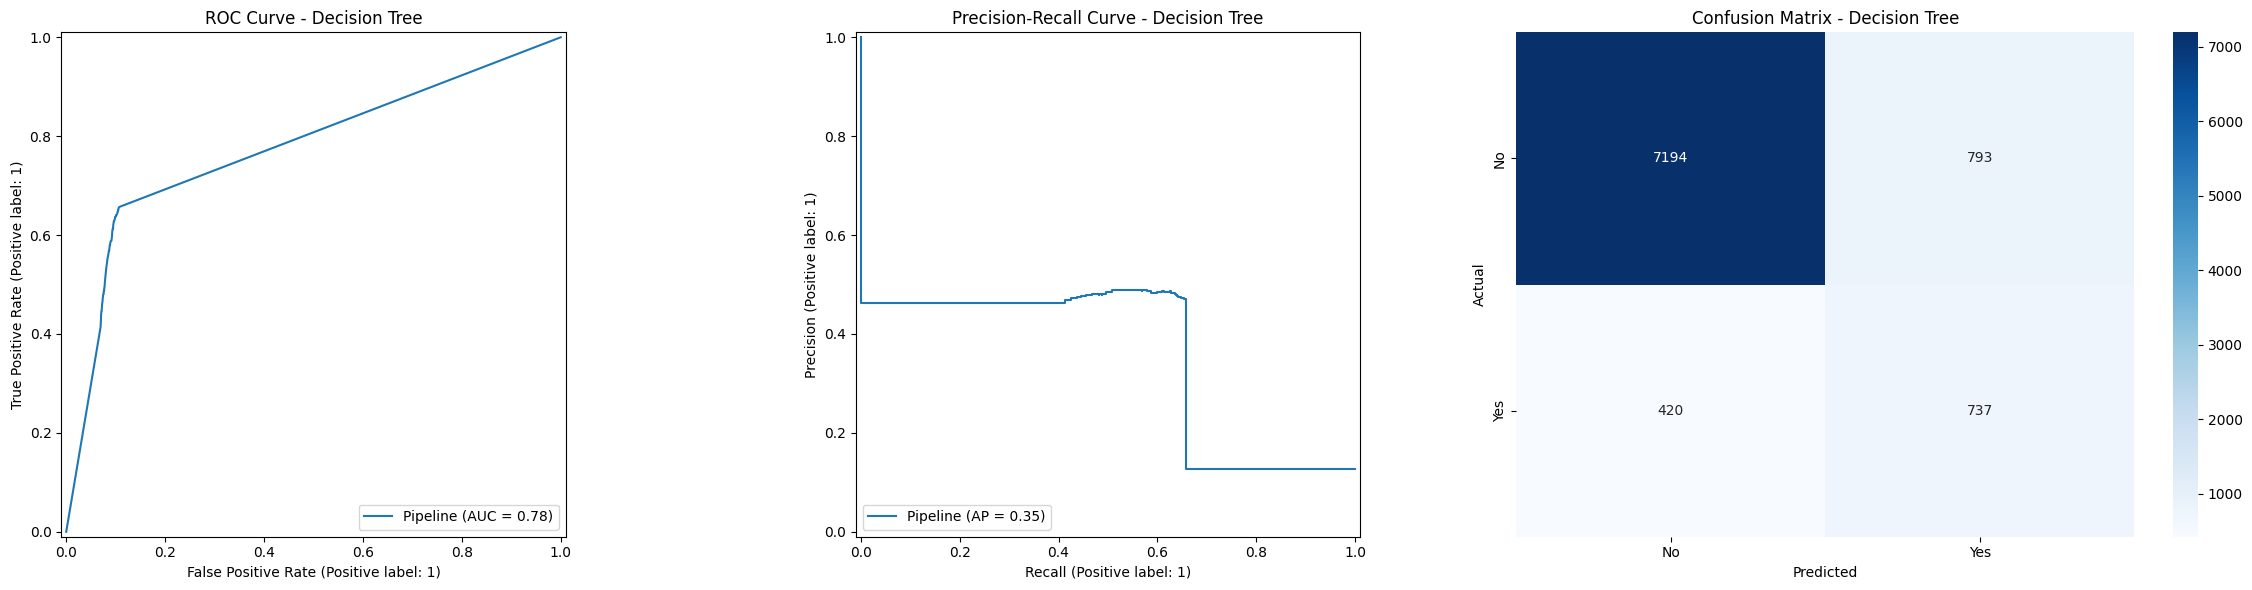 ROC Curve - Decision Tree
1.0
0.8
0.6
0.4
0.2
0.0
True Positive Rate (Positive label: 1)
Pipeline (AUC = 0.78)
0.0 0.2 0.4 0.6 0.8 1.0
False Positive Rate (Positive label: 1)
Precision-Recall Curve - Decision Tree
1.0
0.8
0.6
0.4
0.2
0.0
Precision (Positive label: 1)
Pipeline (AP = 0.35)
0.0 0.2 0.4 0.6 0.8 1.0
Recall (Positive label: 1)
Confusion Matrix - Decision Tree
No
Yes
Actual
7194 793
420 737
No Yes
Predicted
7000
6000
5000
4000
3000
2000
1000